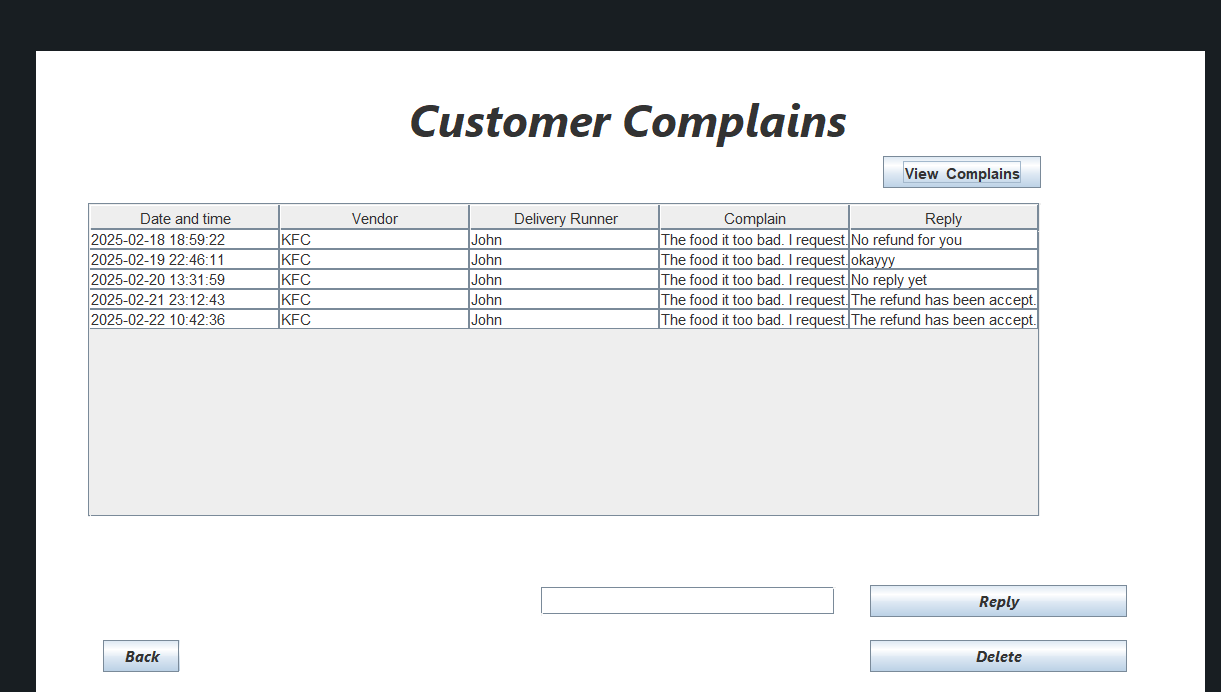 Customer Complains
View Complains
Date and time Vendor Delivery Runner Complain Reply
2025-02-18 18:59:22 KFC John The food it too bad. I request. No refund for you
2025-02-19 22:46:11 KFC John The food it too bad. I request. okayyy
2025-02-20 13:31:59 KFC John The food it too bad. I request. No reply yet
2025-02-21 23:12:43 KFC John The food it too bad. I request. The refund has been accept.
2025-02-22 10:42:36 KFC John The food it too bad. I request. The refund has been accept.
Reply
Back Delete